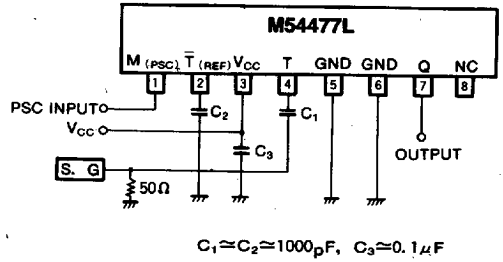 M54477L
M (PSC) T̅ (REF) VCC T GND GND Q NC
1 2 3 4 5 6 7 8
PSC INPUT
C2
C1
VCC
C3
OUTPUT
S. G
50Ω
C1≃C2≃1000pF, C3≃0.1μF